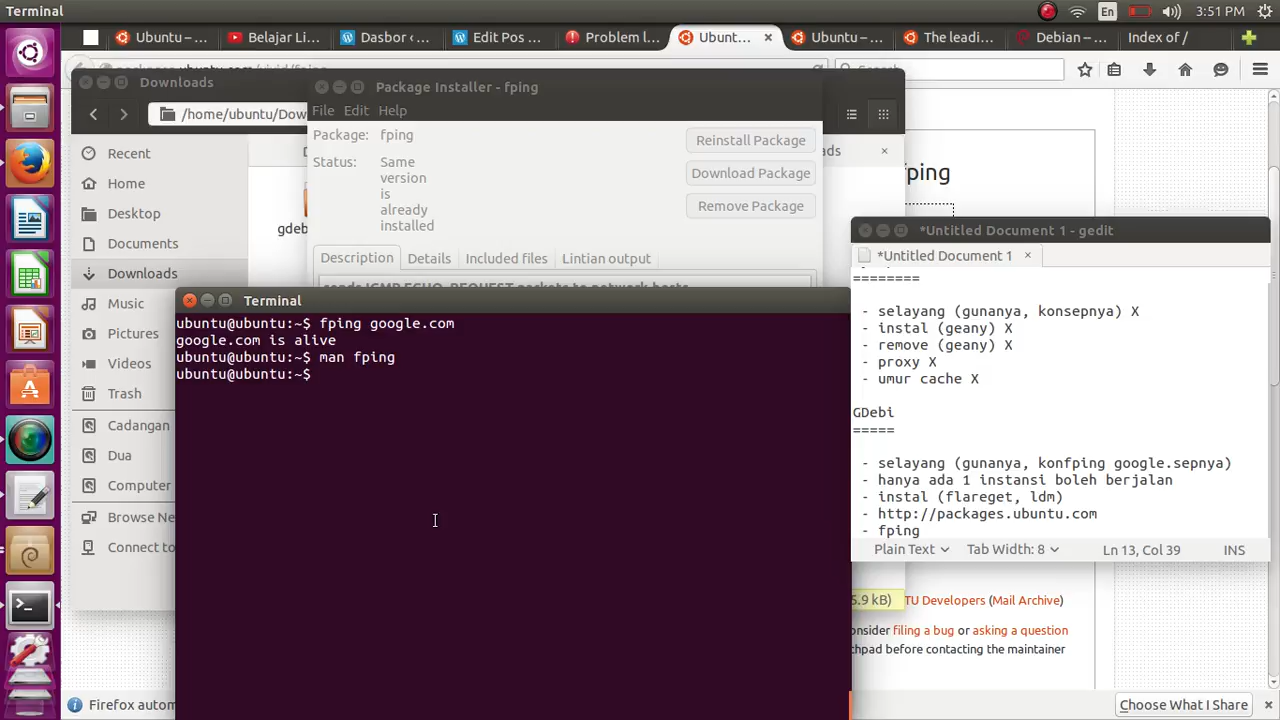 Terminal
En
3:51 PM
Ubuntu – ...
Belajar Li...
Dasbor ‹ ...
Edit Pos ...
Problem l...
Ubunt...
Ubuntu – ...
The leadi...
Debian – ...
Index of /
Downloads
/home/ubuntu/Dow
Recent
Home
Desktop
Documents
Downloads
Music
Pictures
Videos
Trash
Cadangan
Dua
Computer
Browse Ne
Connect to
gdeb
ads
Package Installer - fping
File Edit Help
Package: fping
Status: Same
version
is
already
installed
Reinstall Package
Download Package
Remove Package
Description Details Included files Lintian output
Terminal
ubuntu@ubuntu:~$ fping google.com
google.com is alive
ubuntu@ubuntu:~$ man fping
ubuntu@ubuntu:~$
fping
*Untitled Document 1 - gedit
*Untitled Document 1
========
- selayang (gunanya, konsepnya) X
- instal (geany) X
- remove (geany) X
- proxy X
- umur cache X
GDebi
=====
- selayang (gunanya, konfping google.sepnya)
- hanya ada 1 instansi boleh berjalan
- instal (flareget, ldm)
- http://packages.ubuntu.com
- fping
Plain Text Tab Width: 8 Ln 13, Col 39 INS
5.9 kB)
TU Developers (Mail Archive)
onsider filing a bug or asking a question
chpad before contacting the maintainer
Firefox autom
Choose What I Share